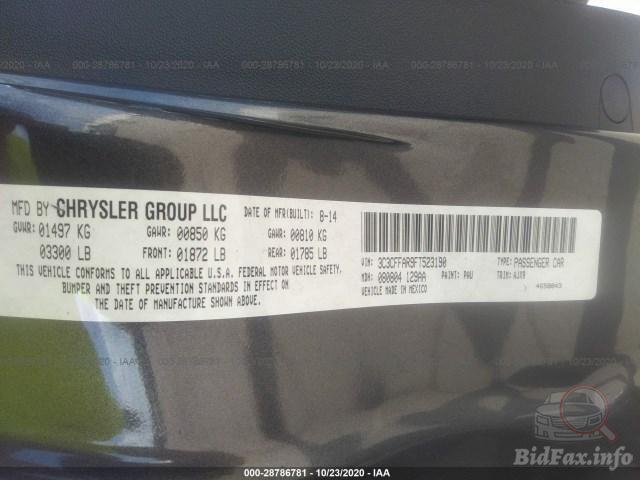 000-28786781 - 10/23/2020 - IAA
MFD BY CHRYSLER GROUP LLC
DATE OF MFR(BUILT): 8-14
GVWR: 01497 KG
GAWR: 00850 KG
GAWR: 00810 KG
03300 LB
FRONT: 01872 LB
REAR: 01785 LB
THIS VEHICLE CONFORMS TO ALL APPLICABLE U.S.A. FEDERAL MOTOR VEHICLE SAFETY,
BUMPER AND THEFT PREVENTION STANDARDS IN EFFECT ON
THE DATE OF MANUFACTURE SHOWN ABOVE.
VIN: 3C3CFFAR9FT523190
TYPE: PASSENGER CAR
MDH: 080804 129AA
PAINT: PAU
TRIM: AJX9
VEHICLE MADE IN MEXICO
4650043
000-28786781 - 10/23/2020 - IAA
BidFax.info